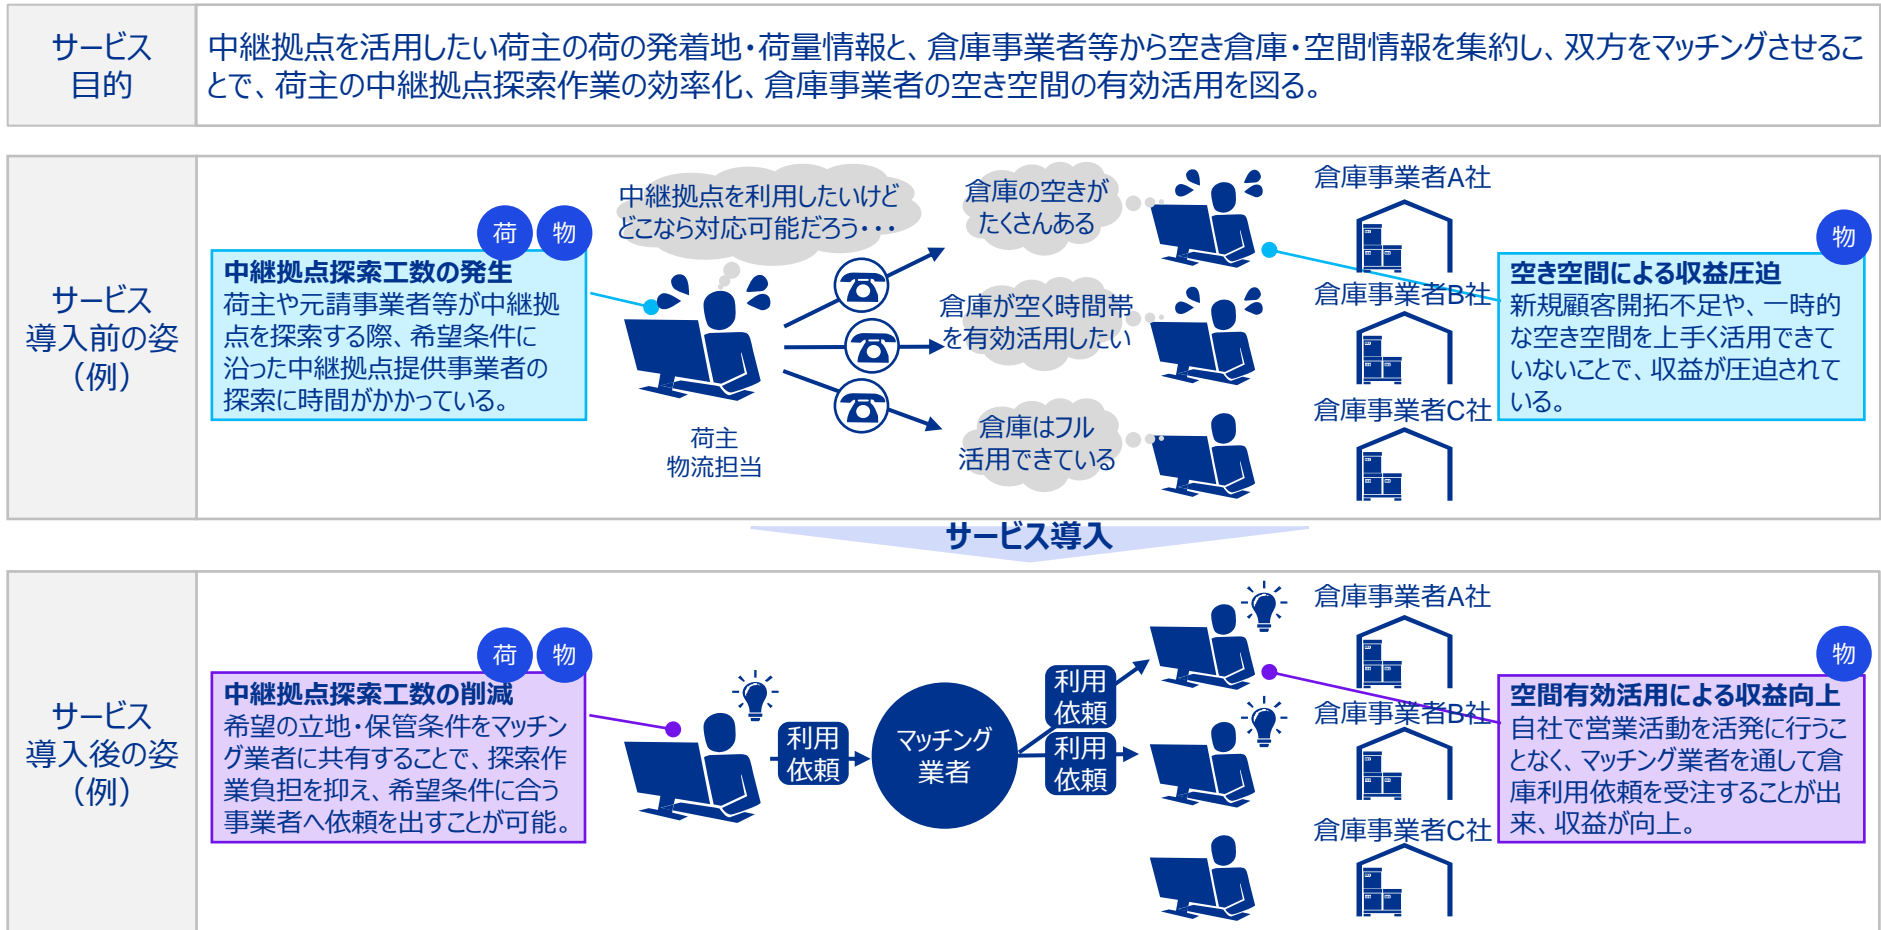 サービス
目的
中継拠点を活用したい荷主の荷の発着地・荷量情報と、倉庫事業者等から空き倉庫・空間情報を集約し、双方をマッチングさせるこ
とで、荷主の中継拠点探索作業の効率化、倉庫事業者の空き空間の有効活用を図る。
サービス
導入前の姿
（例）
荷
物
中継拠点探索工数の発生
荷主や元請事業者等が中継拠
点を探索する際、希望条件に
沿った中継拠点提供事業者の
探索に時間がかかっている。
中継拠点を利用したいけど
どこなら対応可能だろう・・・
荷主
物流担当
倉庫の空きが
たくさんある
倉庫が空く時間帯
を有効活用したい
倉庫はフル
活用できている
倉庫事業者A社
倉庫事業者B社
倉庫事業者C社
物
空き空間による収益圧迫
新規顧客開拓不足や、一時的
な空き空間を上手く活用できて
いないことで、収益が圧迫されて
いる。
サービス導入
サービス
導入後の姿
（例）
荷
物
中継拠点探索工数の削減
希望の立地・保管条件をマッチン
グ業者に共有することで、探索作
業負担を抑え、希望条件に合う
事業者へ依頼を出すことが可能。
利用
依頼
マッチング
業者
利用
依頼
利用
依頼
倉庫事業者A社
倉庫事業者B社
倉庫事業者C社
物
空間有効活用による収益向上
自社で営業活動を活発に行うこ
となく、マッチング業者を通して倉
庫利用依頼を受注することが出
来、収益が向上。